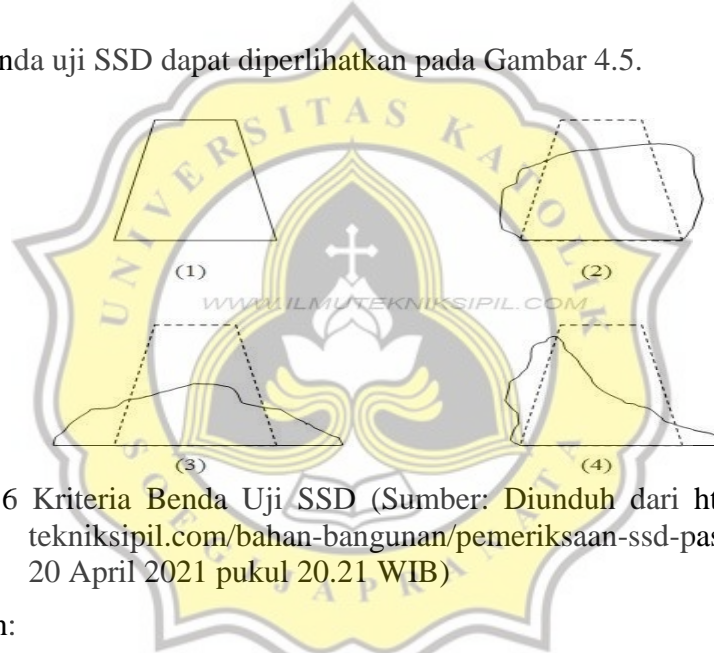 nda uji SSD dapat diperlihatkan pada Gambar 4.5.
UNIVERSITAS KATOLIK
(1)
(2)
WWW.ILMUTEKNIKSIPIL.COM
(3)
(4)
SOEGIJAPRANATA
6 Kriteria Benda Uji SSD (Sumber: Diunduh dari ht
tekniksipil.com/bahan-bangunan/pemeriksaan-ssd-pas
20 April 2021 pukul 20.21 WIB)
n: